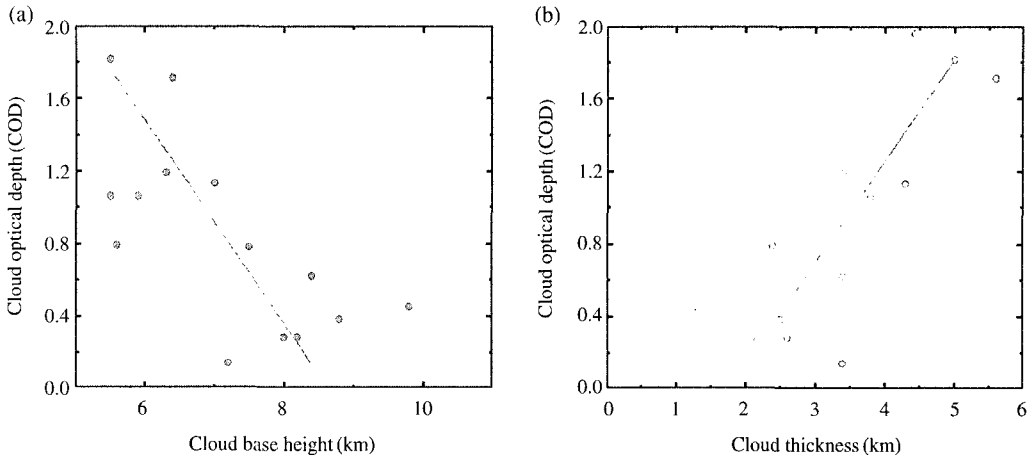 (a)
2.0
1.6
1.2
0.8
0.4
0.0
Cloud optical depth (COD)
6 8 10
Cloud base height (km)
(b)
2.0
1.6
1.2
0.8
0.4
0.0
Cloud optical depth (COD)
0 1 2 3 4 5 6
Cloud thickness (km)